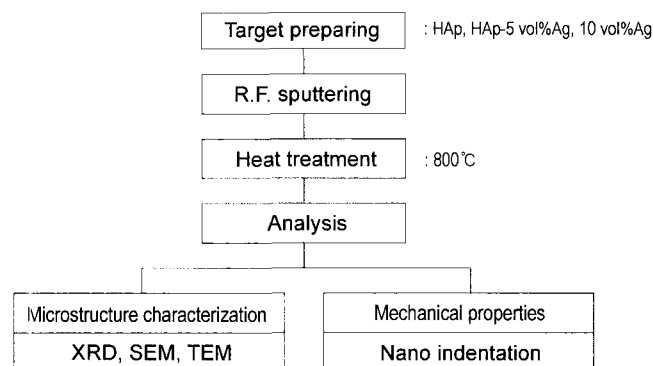 Target preparing : HAp, HAp-5 vol%Ag, 10 vol%Ag
R.F. sputtering
Heat treatment : 800℃
Analysis
Microstructure characterization
XRD, SEM, TEM
Mechanical properties
Nano indentation